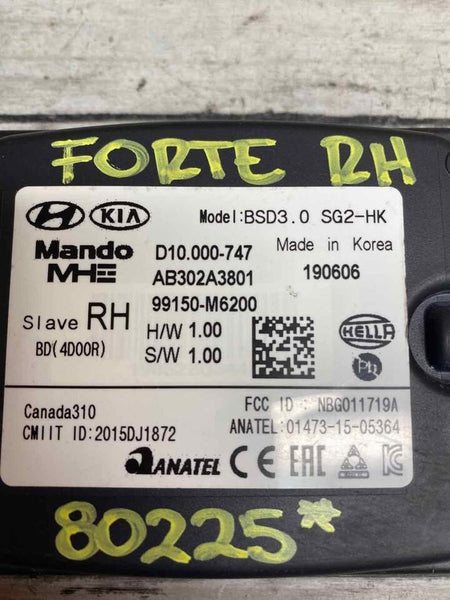 FORTE RH
KIA Model:BSD3.0 SG2-HK
Mando D10.000-747 Made in Korea
MHE AB302A3801 190606
Slave RH 99150-M6200
BD(4DOOR) H/W 1.00 HELLA
S/W 1.00 Ph
Canada310 FCC ID : NBG011719A
CMIIT ID:2015DJ1872 ANATEL:01473-15-05364
ANATEL CE
80225*